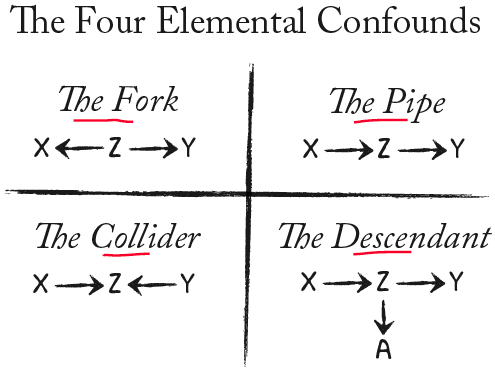 The Four Elemental Confounds
The Fork
X ← Z → Y
The Pipe
X → Z → Y
The Collider
X → Z ← Y
The Descendant
X → Z → Y
↓
A